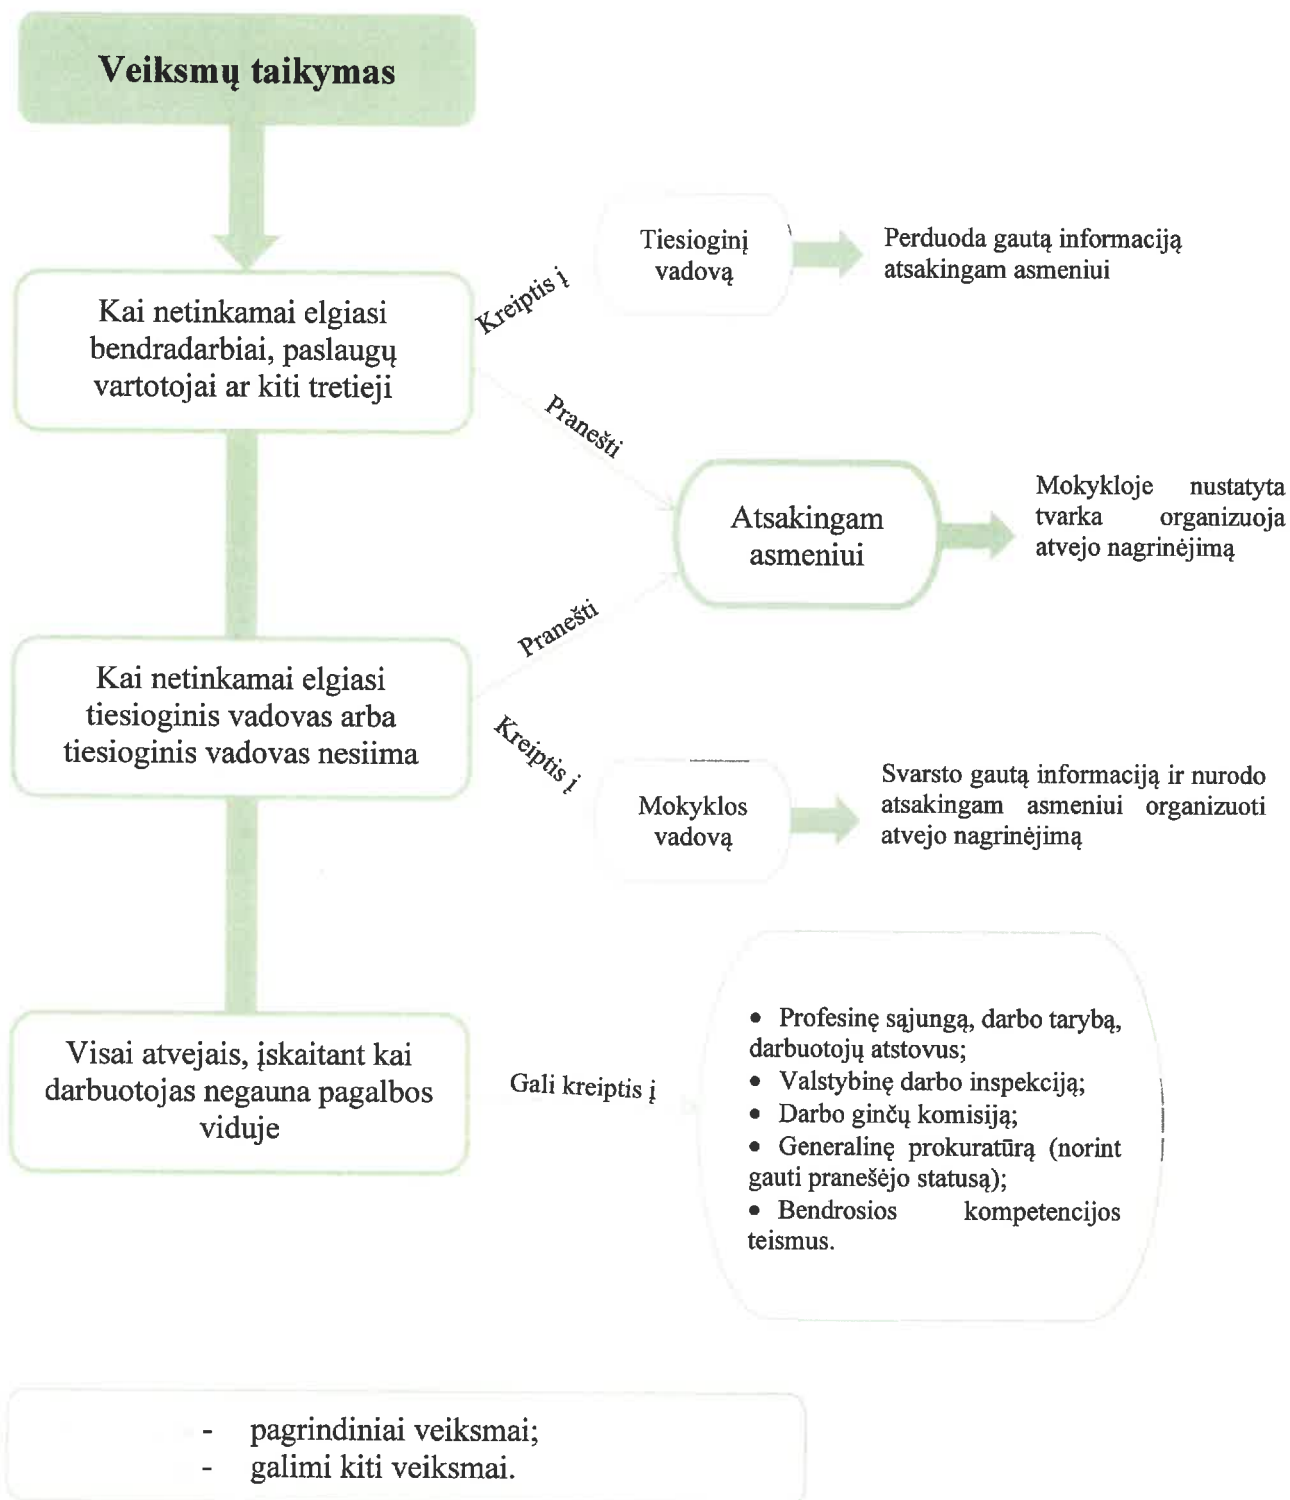 Veiksmų taikymas
Kai netinkamai elgiasi
bendradarbiai, paslaugų
vartotojai ar kiti tretieji
Kreiptis į
Tiesioginį
vadovą
Perduoda gautą informaciją
atsakingam asmeniui
Pranešti
Atsakingam
asmeniui
Mokykloje nustatyta
tvarka organizuoja
atvejo nagrinėjimą
Pranešti
Kai netinkamai elgiasi
tiesioginis vadovas arba
tiesioginis vadovas nesiima
Kreiptis į
Mokyklos
vadovą
Svarsto gautą informaciją ir nurodo
atsakingam asmeniui organizuoti
atvejo nagrinėjimą
Visai atvejais, įskaitant kai
darbuotojas negauna pagalbos
viduje
Gali kreiptis į
• Profesinę sąjungą, darbo tarybą,
darbuotojų atstovus;
• Valstybinę darbo inspekciją;
• Darbo ginčų komisiją;
• Generalinę prokuratūrą (norint
gauti pranešėjo statusą);
• Bendrosios kompetencijos
teismus.
- pagrindiniai veiksmai;
- galimi kiti veiksmai.